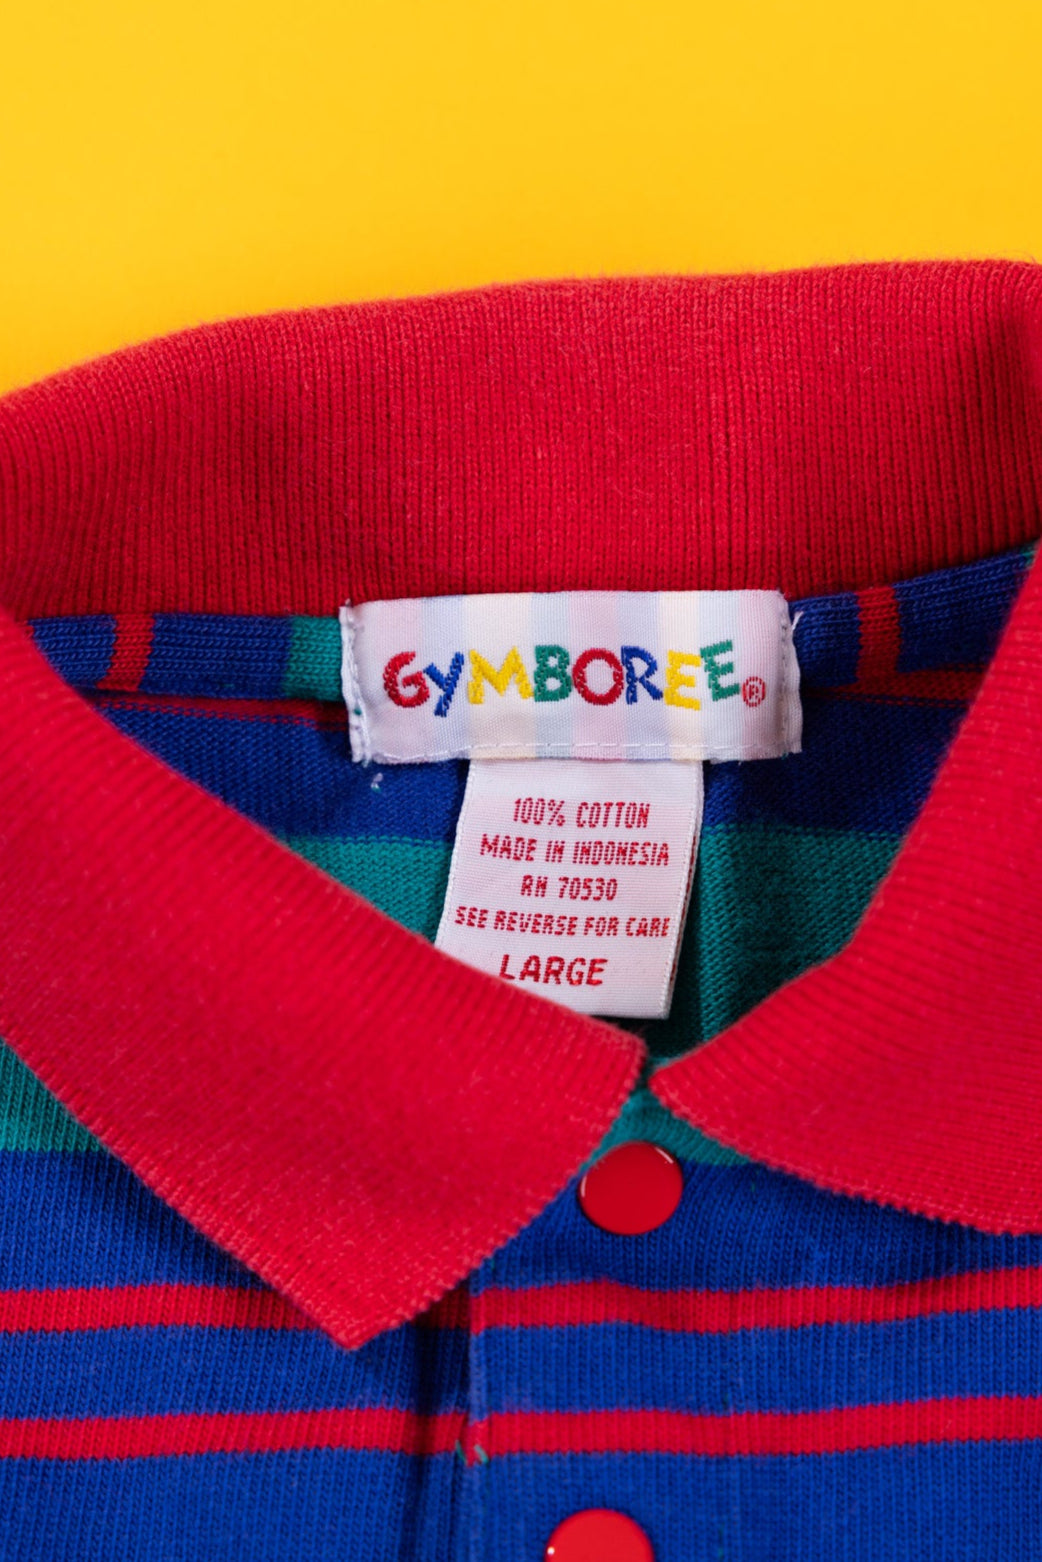 GYMBOREE®
100% COTTON
MADE IN INDONESIA
RN 70530
SEE REVERSE FOR CARE
LARGE